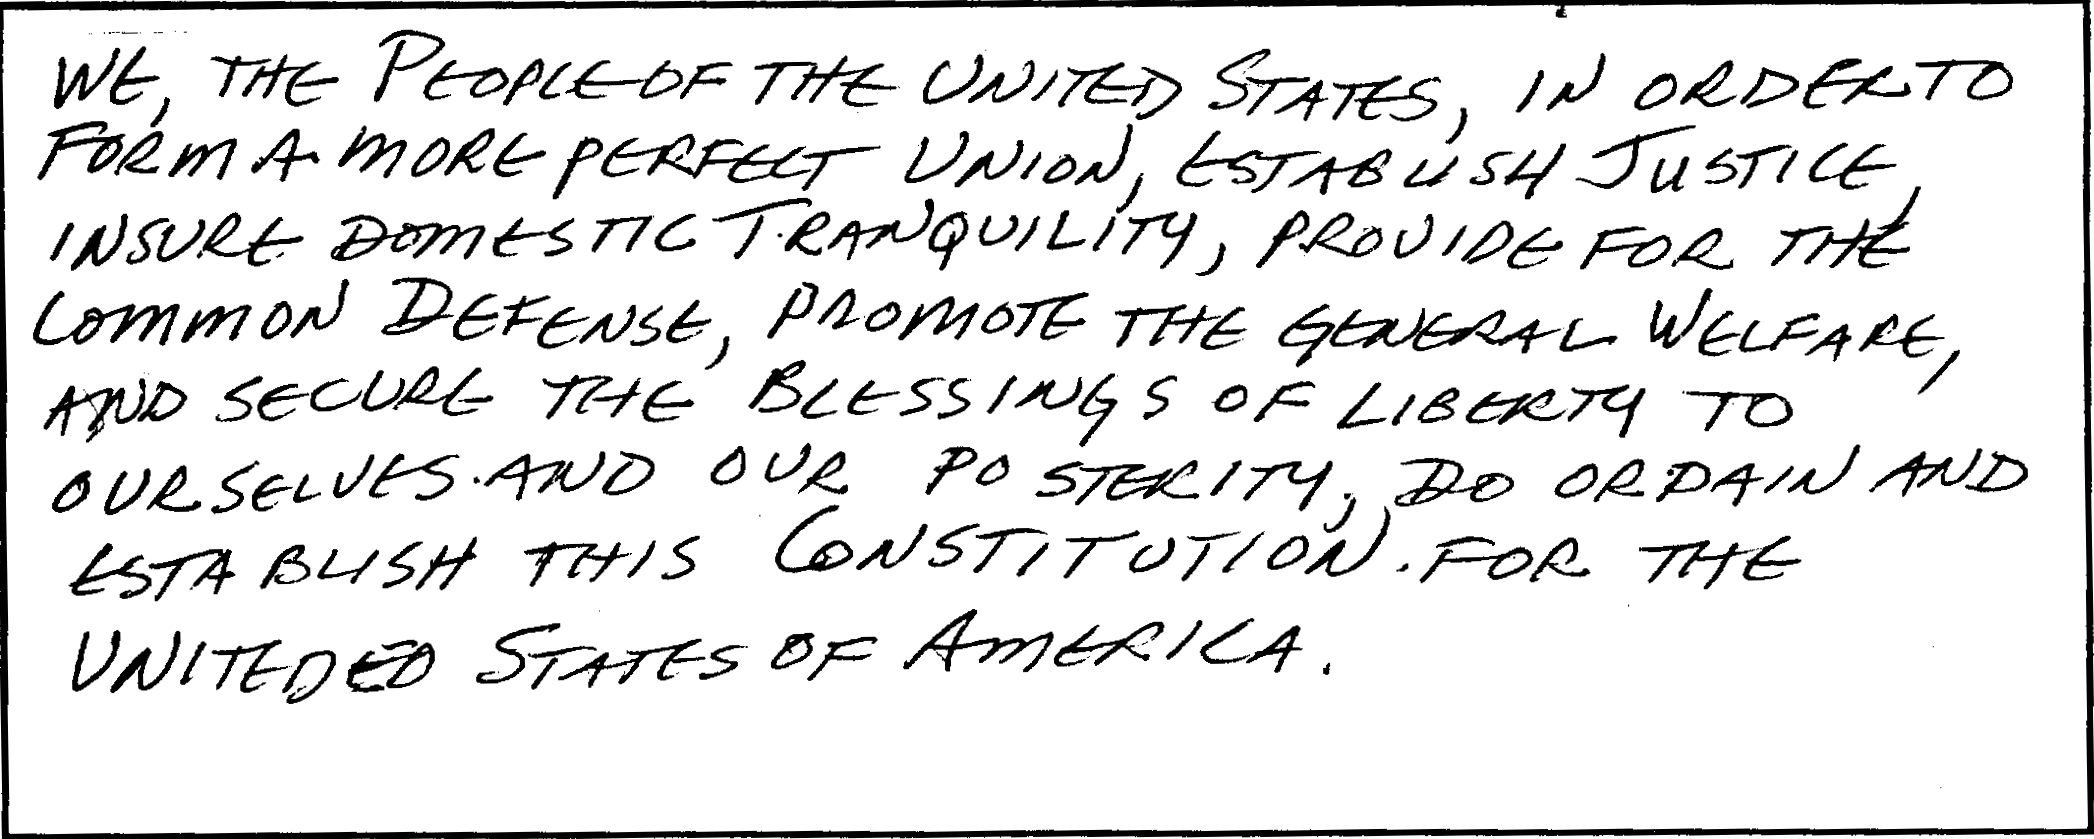 WE, THE PEOPLE OF THE UNITED STATES, IN ORDER TO
FORM A MORE PERFECT UNION, ESTABLISH JUSTICE,
INSURE DOMESTIC TRANQUILITY, PROVIDE FOR THE
COMMON DEFENSE, PROMOTE THE GENERAL WELFARE,
AND SECURE THE BLESSINGS OF LIBERTY TO
OURSELVES AND OUR POSTERITY, DO ORDAIN AND
ESTABLISH THIS CONSTITUTION FOR THE
UNITEDED STATES OF AMERICA.